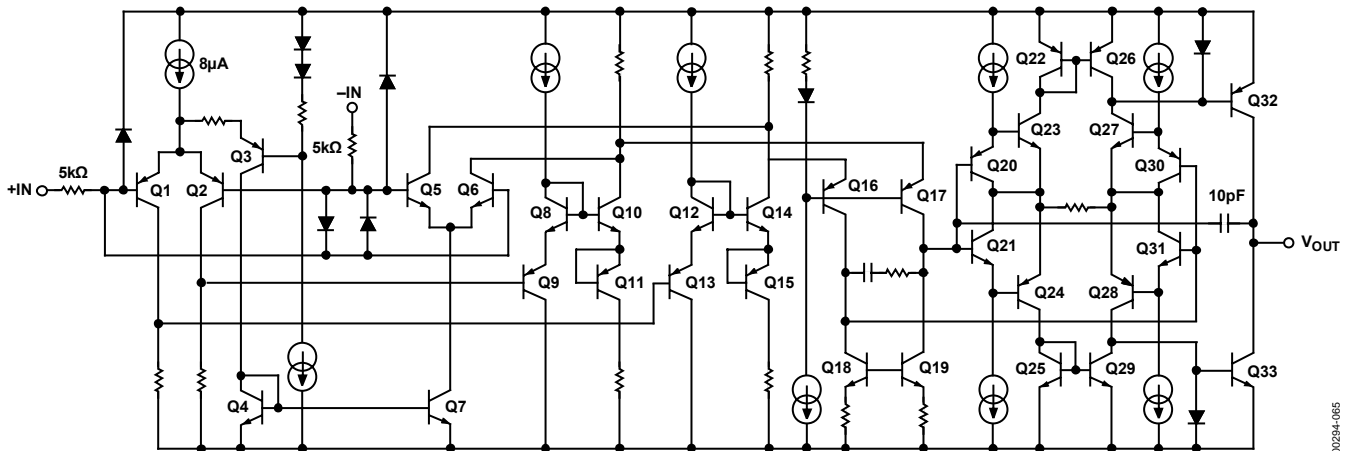 8µA
+IN
5kΩ
Q1
Q2
Q3
–IN
5kΩ
Q5
Q6
Q4
Q7
Q8
Q10
Q9
Q11
Q12
Q14
Q13
Q15
Q16
Q17
Q18
Q19
Q22
Q26
Q23
Q27
Q20
Q30
Q21
Q31
Q24
Q28
Q25
Q29
Q32
10pF
VOUT
Q33
00294-065